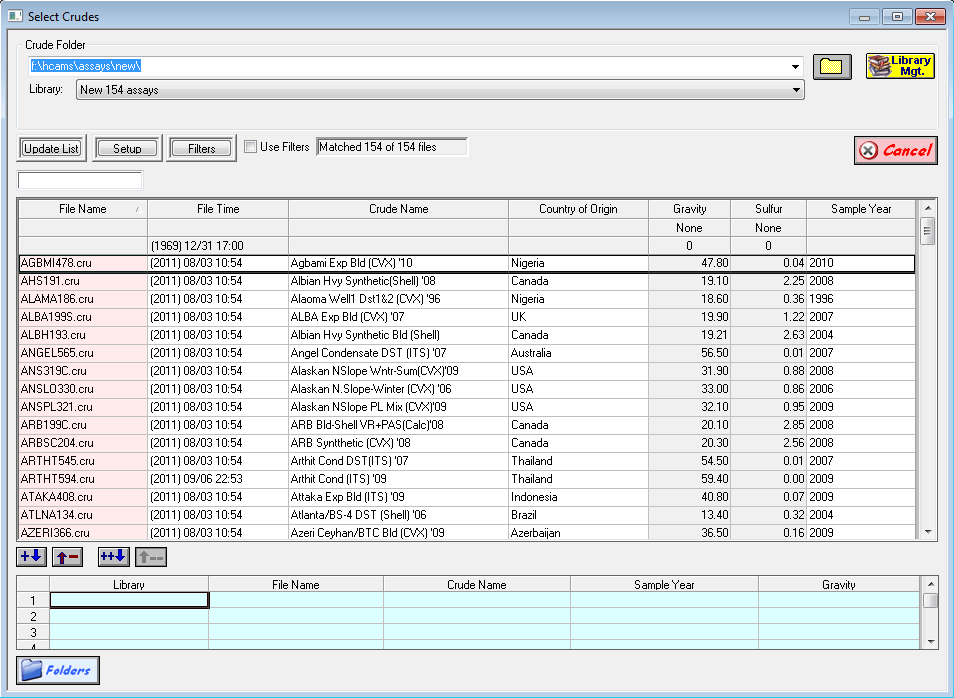 Select Crudes
Crude Folder
f:\hcams\assays\new\
Library Mgt.
Library: New 154 assays
Update List Setup Filters Use Filters Matched 154 of 154 files Cancel
File Name File Time Crude Name Country of Origin Gravity Sulfur Sample Year
None None
(1969) 12/31 17:00 0 0
AGBMI478.cru (2011) 08/03 10:54 Agbami Exp Bld (CVX) '10 Nigeria 47.80 0.04 2010
AHS191.cru (2011) 08/03 10:54 Albian Hvy Synthetic(Shell) '08 Canada 19.10 2.25 2008
ALAMA186.cru (2011) 08/03 10:54 Alaoma Well1 Dst1&2 (CVX) '96 Nigeria 18.60 0.36 1996
ALBA199S.cru (2011) 08/03 10:54 ALBA Exp Bld (CVX) '07 UK 19.90 1.22 2007
ALBH193.cru (2011) 08/03 10:54 Albian Hvy Synthetic Bld (Shell) Canada 19.21 2.63 2004
ANGEL565.cru (2011) 08/03 10:54 Angel Condensate DST (ITS) '07 Australia 56.50 0.01 2007
ANS319C.cru (2011) 08/03 10:54 Alaskan NSlope Wntr-Sum(CVX)'09 USA 31.90 0.88 2008
ANSLO330.cru (2011) 08/03 10:54 Alaskan N.Slope-Winter (CVX) '06 USA 33.00 0.86 2006
ANSPL321.cru (2011) 08/03 10:54 Alaskan NSlope PL Mix (CVX)'09 USA 32.10 0.95 2009
ARB199C.cru (2011) 08/03 10:54 ARB Bld-Shell VR+PAS(Calc)'08 Canada 20.10 2.85 2008
ARBSC204.cru (2011) 08/03 10:54 ARB Syntthetic (CVX) '08 Canada 20.30 2.56 2008
ARTHT545.cru (2011) 08/03 10:54 Arthit Cond DST(ITS) '07 Thailand 54.50 0.01 2007
ARTHT594.cru (2011) 09/06 22:53 Arthit Cond (ITS) '09 Thailand 59.40 0.00 2009
ATAKA408.cru (2011) 08/03 10:54 Attaka Exp Bld (ITS) '09 Indonesia 40.80 0.07 2009
ATLNA134.cru (2011) 08/03 10:54 Atlanta/BS-4 DST (Shell) '06 Brazil 13.40 0.32 2004
AZERI366.cru (2011) 08/03 10:54 Azeri Ceyhan/BTC Bld (CVX) '09 Azerbaijan 36.50 0.16 2009
Library File Name Crude Name Sample Year Gravity
1
2
3
4
Folders